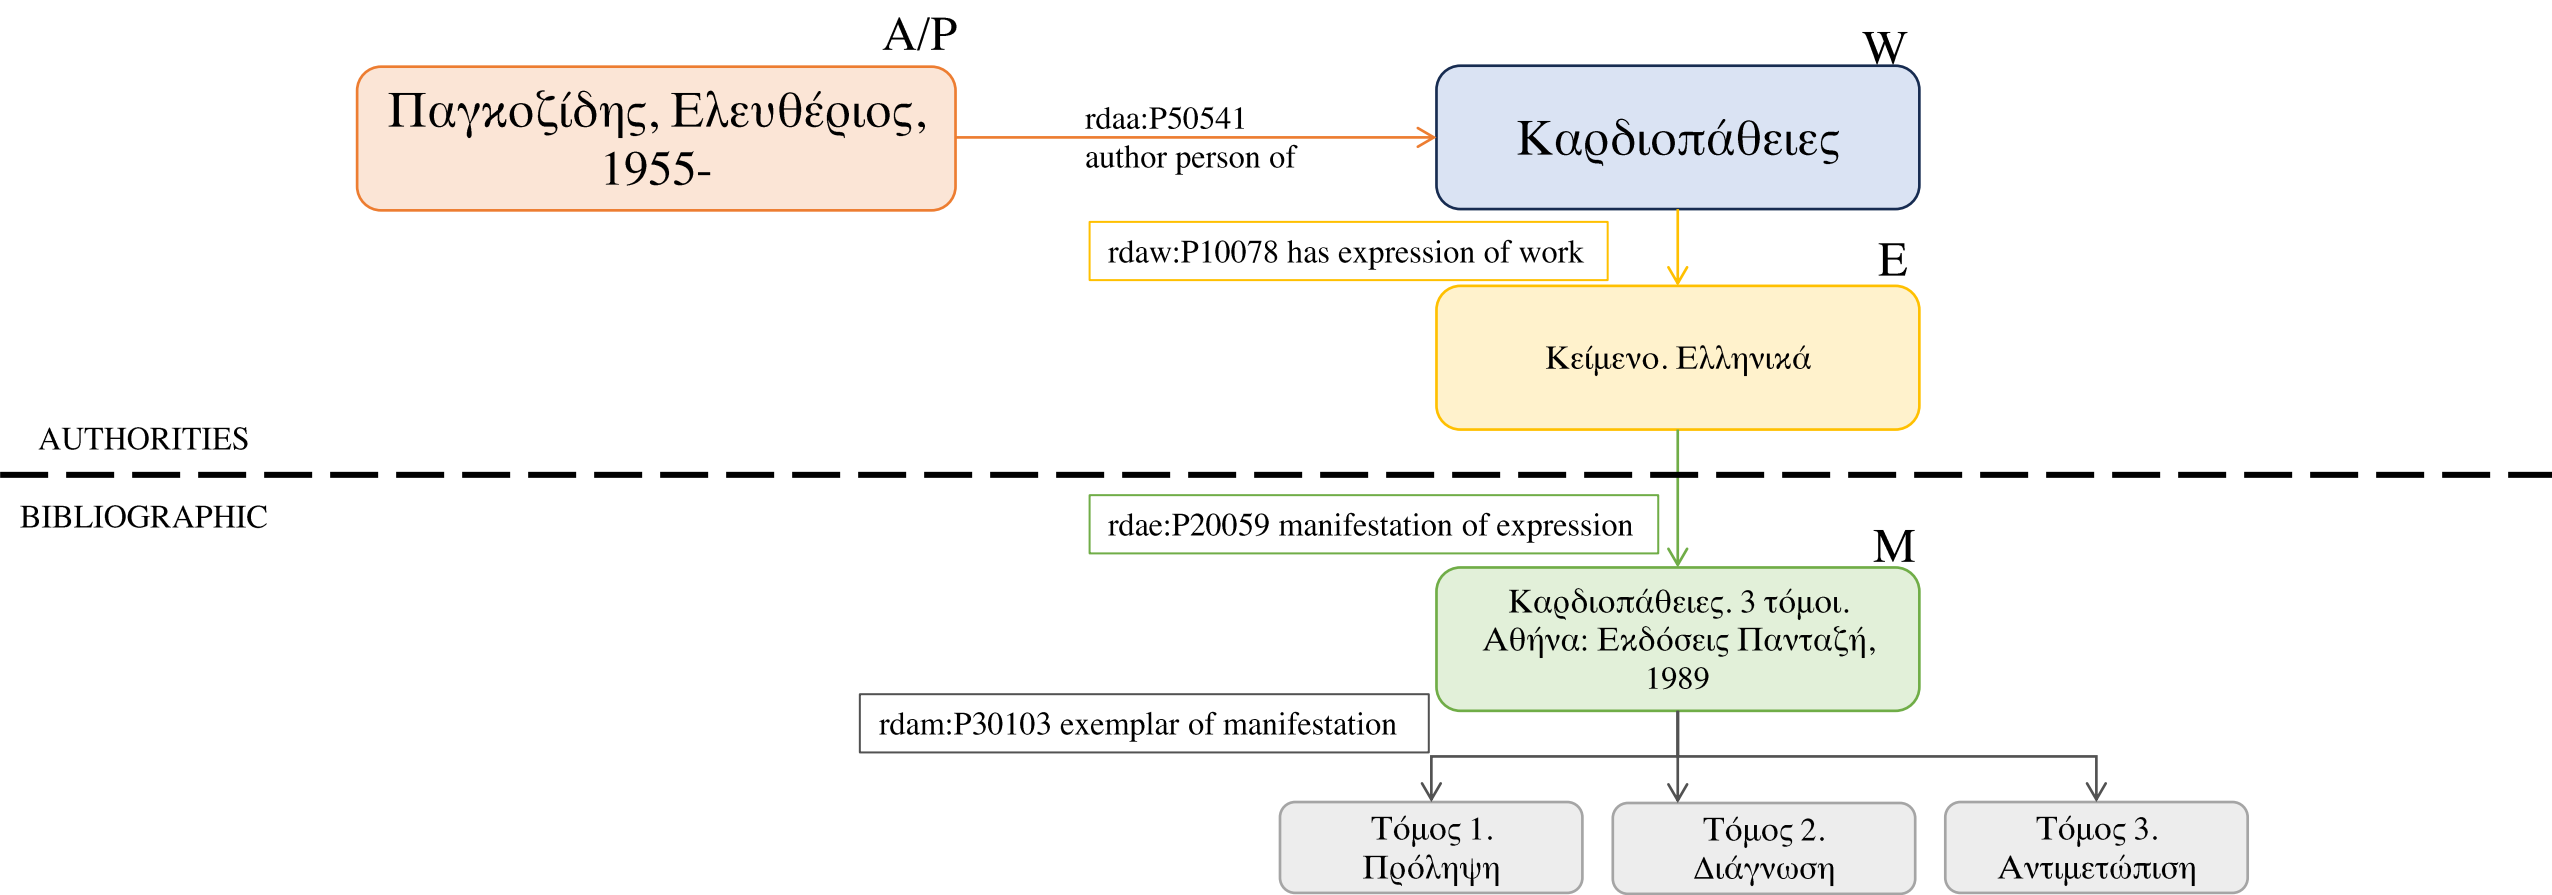 A/P
Παγκοζίδης, Ελευθέριος,
1955-
rdaa:P50541
author person of
W
Καρδιοπάθειες
rdaw:P10078 has expression of work
E
Κείμενο. Ελληνικά
AUTHORITIES
BIBLIOGRAPHIC
rdae:P20059 manifestation of expression
M
Καρδιοπάθειες. 3 τόμοι.
Αθήνα: Εκδόσεις Πανταζή,
1989
rdam:P30103 exemplar of manifestation
Τόμος 1.
Πρόληψη
Τόμος 2.
Διάγνωση
Τόμος 3.
Αντιμετώπιση